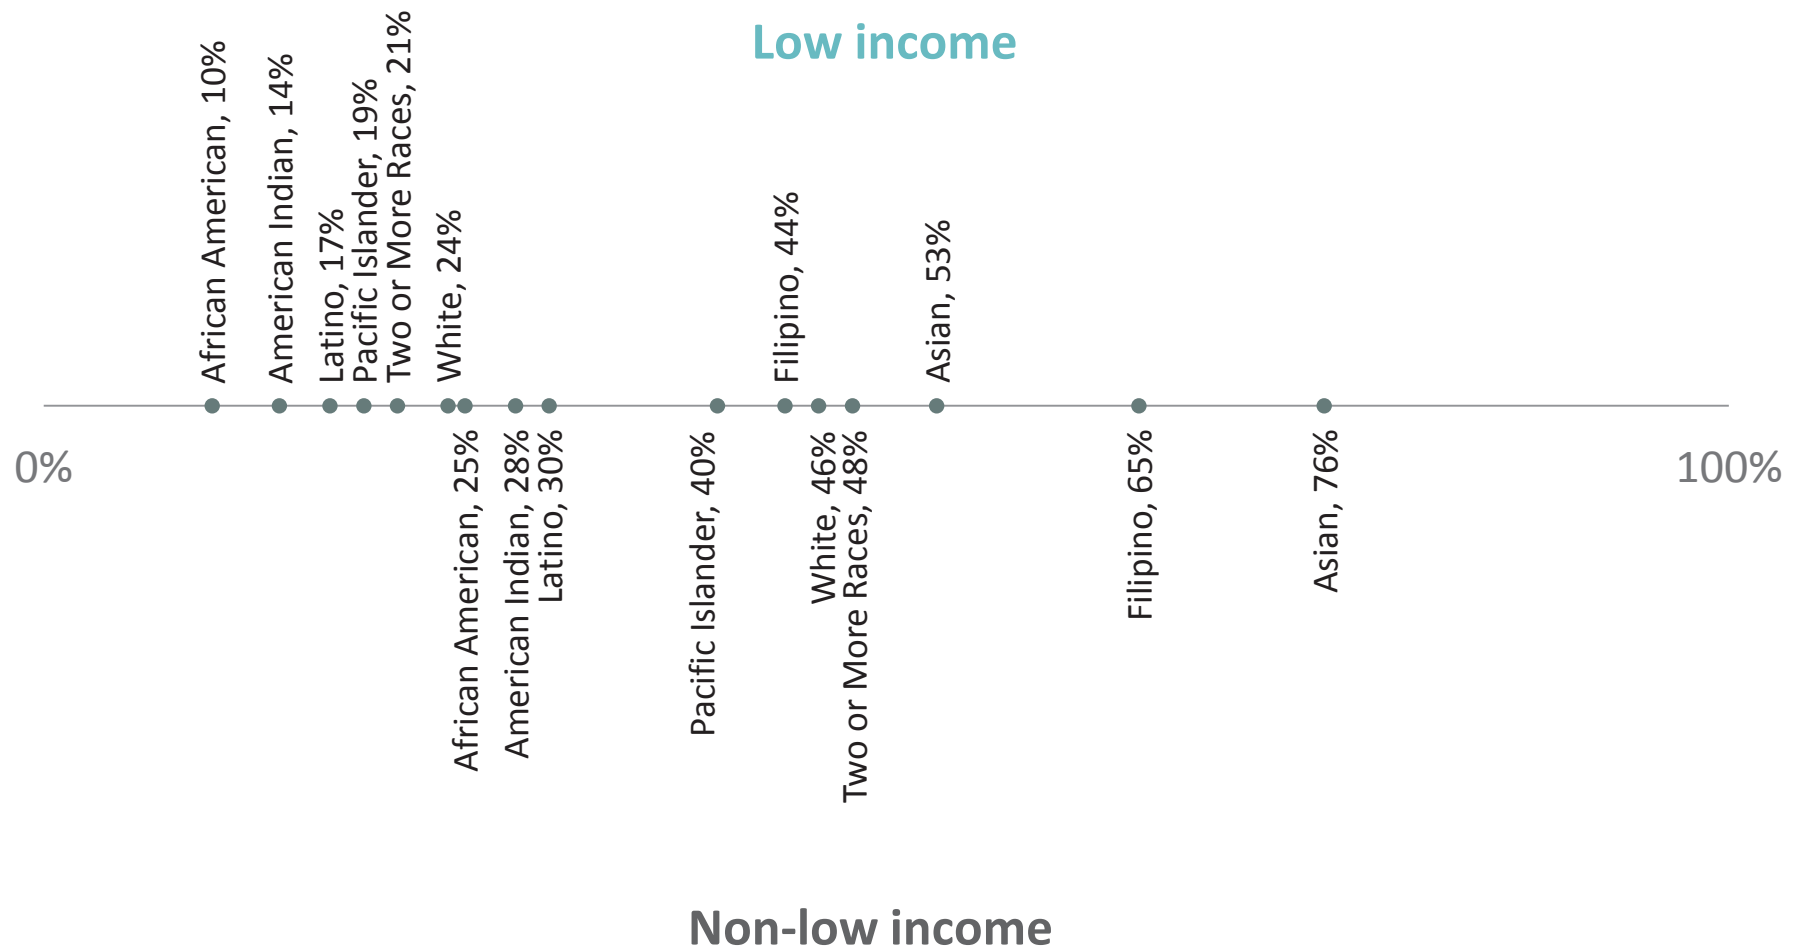 Low income
African American, 10%
American Indian, 14%
Latino, 17%
Pacific Islander, 19%
Two or More Races, 21%
White, 24%
Filipino, 44%
Asian, 53%
0%
100%
African American, 25%
American Indian, 28%
Latino, 30%
Pacific Islander, 40%
White, 46%
Two or More Races, 48%
Filipino, 65%
Asian, 76%
Non-low income